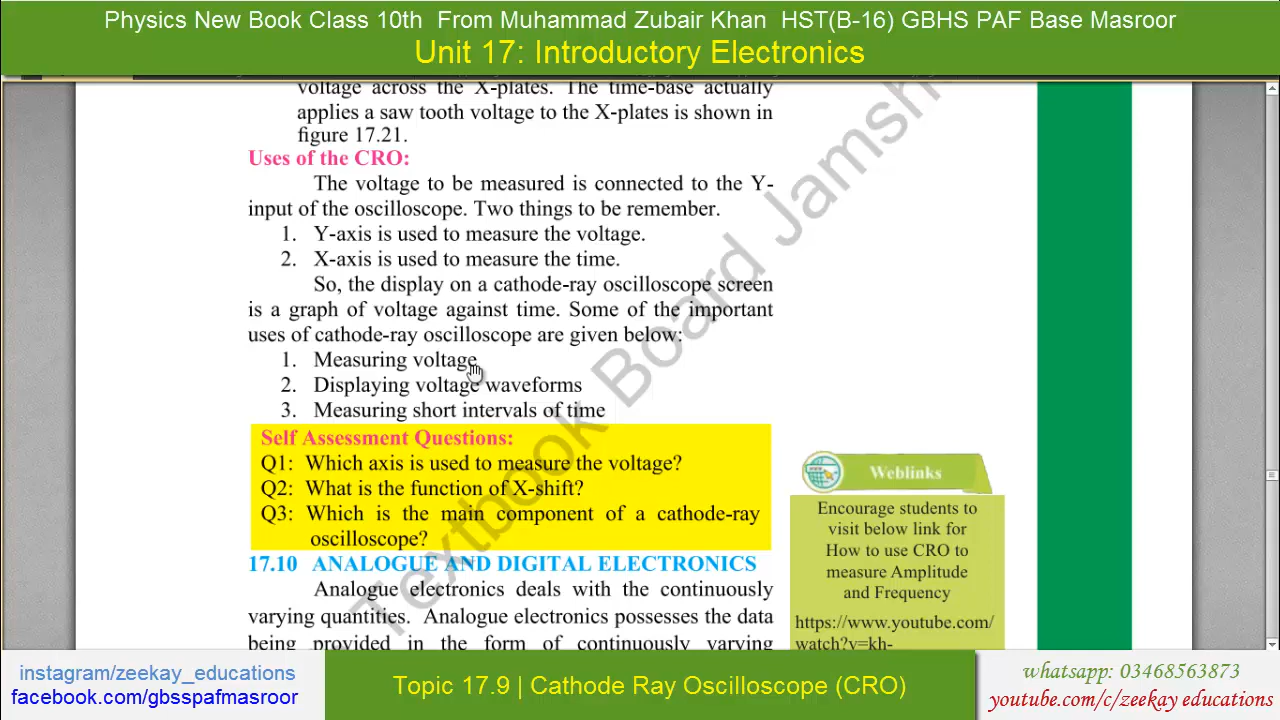 Physics New Book Class 10th From Muhammad Zubair Khan HST(B-16) GBHS PAF Base Masroor
Unit 17: Introductory Electronics
voltage across the X-plates. The time-base actually
applies a saw tooth voltage to the X-plates is shown in
figure 17.21.
Uses of the CRO:
The voltage to be measured is connected to the Y-
input of the oscilloscope. Two things to be remember.
1. Y-axis is used to measure the voltage.
2. X-axis is used to measure the time.
So, the display on a cathode-ray oscilloscope screen
is a graph of voltage against time. Some of the important
uses of cathode-ray oscilloscope are given below:
1. Measuring voltage
2. Displaying voltage waveforms
3. Measuring short intervals of time
Self Assessment Questions:
Q1: Which axis is used to measure the voltage?
Q2: What is the function of X-shift?
Q3: Which is the main component of a cathode-ray
oscilloscope?
17.10 ANALOGUE AND DIGITAL ELECTRONICS
Analogue electronics deals with the continuously
varying quantities. Analogue electronics possesses the data
being provided in the form of continuously varying
Weblinks
Encourage students to
visit below link for
How to use CRO to
measure Amplitude
and Frequency
https://www.youtube.com/
watch?v=kh-
Textbook Board Jamsh
instagram/zeekay_educations
facebook.com/gbsspafmasroor
Topic 17.9 | Cathode Ray Oscilloscope (CRO)
whatsapp: 03468563873
youtube.com/c/zeekay educations